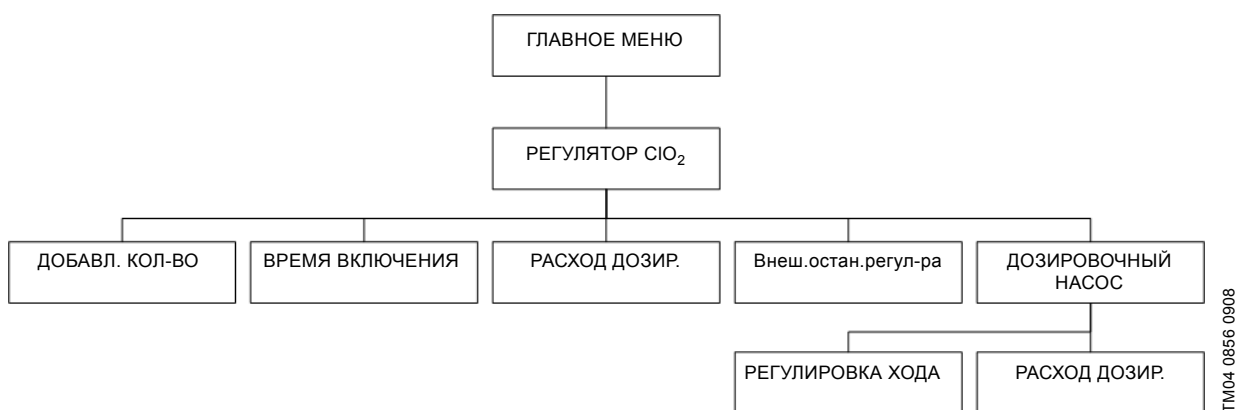 ГЛАВНОЕ МЕНЮ
РЕГУЛЯТОР ClO₂
ДОБАВЛ. КОЛ-ВО
ВРЕМЯ ВКЛЮЧЕНИЯ
РАСХОД ДОЗИР.
Внеш.остан.регул-ра
ДОЗИРОВОЧНЫЙ
НАСОС
РЕГУЛИРОВКА ХОДА
РАСХОД ДОЗИР.
TM04 0856 0908